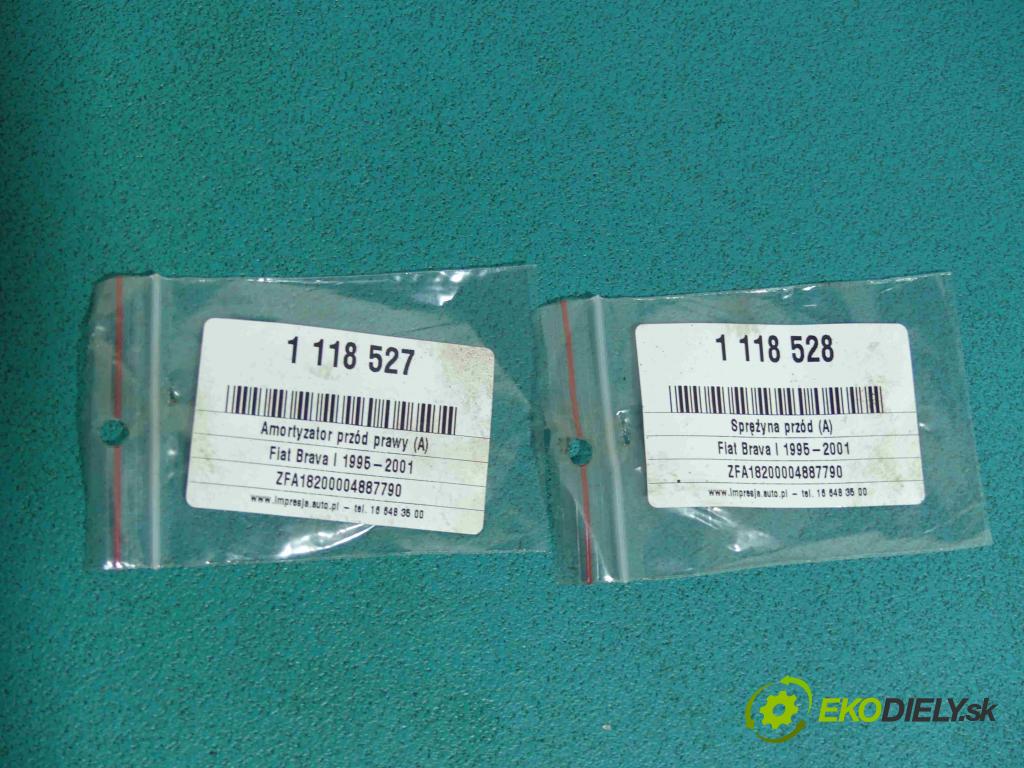 1 118 527
Amortyzator przód prawy (A)
Fiat Brava I 1995-2001
ZFA18200004887790
www.impresja.auto.pl - tel. 16 648 35 00
1 118 528
Sprężyna przód (A)
Fiat Brava I 1995-2001
ZFA18200004887790
www.impresja.auto.pl - tel. 16 648 35 00
EKODIELY.sk